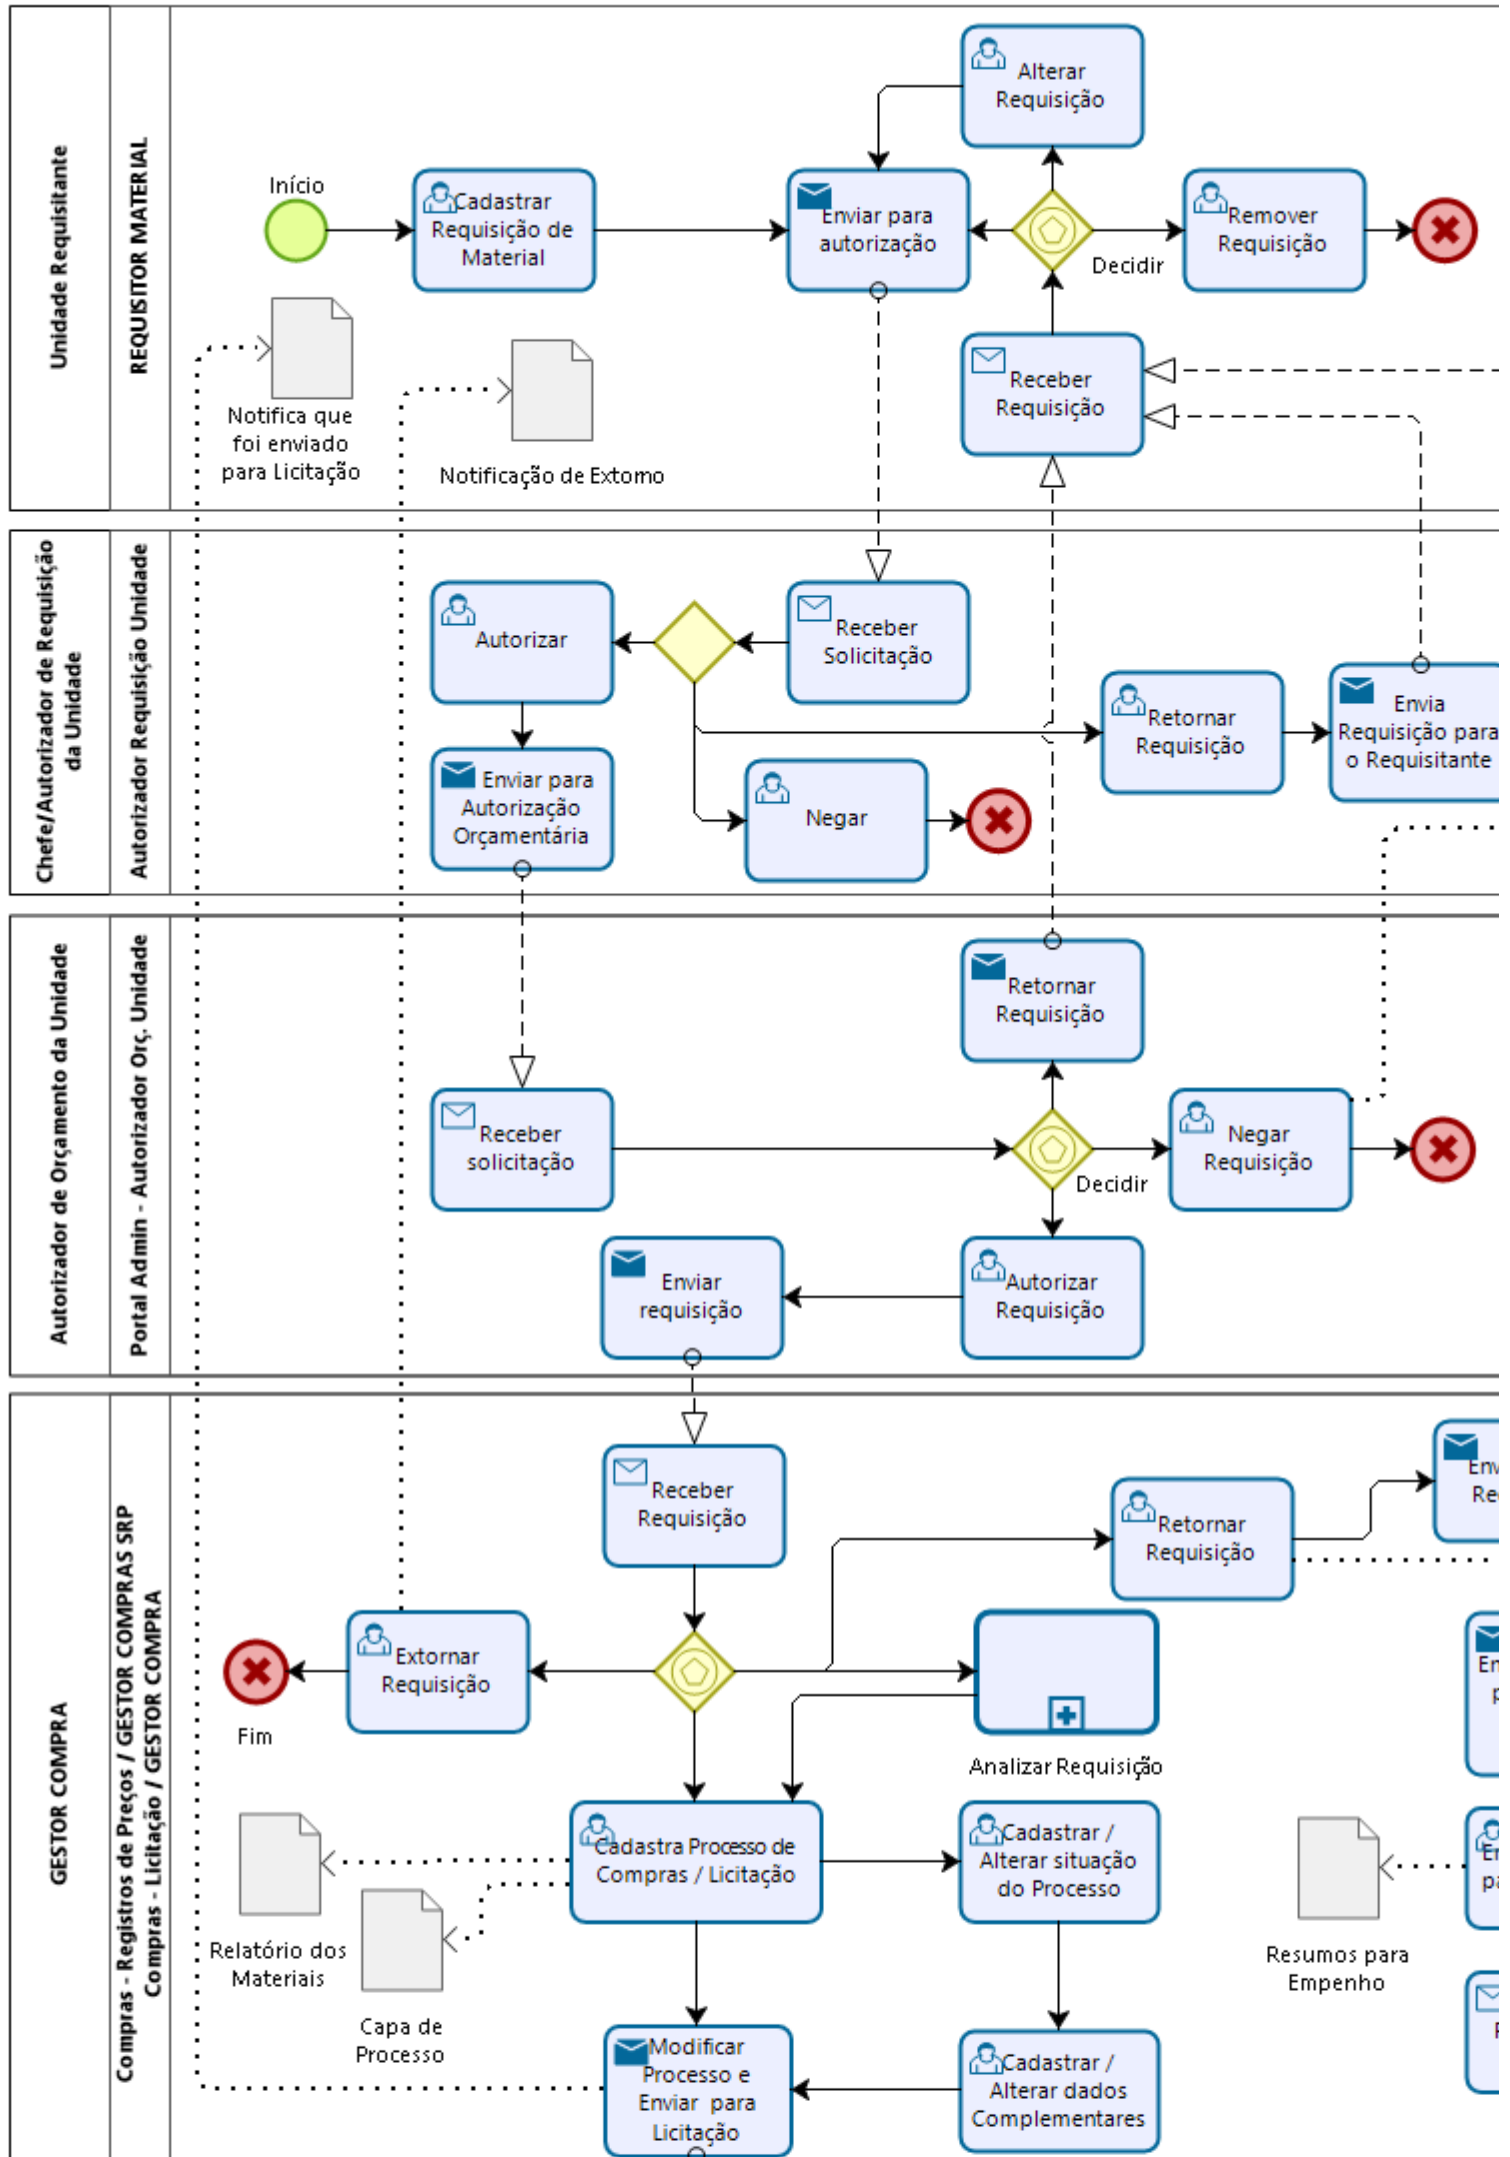 Unidade Requisitante
REQUISITOR MATERIAL
Início
Cadastrar
Requisição de
Material
Enviar para
autorização
Alterar
Requisição
Decidir
Remover
Requisição
Receber
Requisição
Notifica que
foi enviado
para Licitação
Notificação de Extorno
Chefe/Autorizador de Requisição
da Unidade
Autorizador Requisição Unidade
Autorizar
Receber
Solicitação
Retornar
Requisição
Envia
Requisição para
o Requisitante
Enviar para
Autorização
Orçamentária
Negar
Autorizador de Orçamento da Unidade
Portal Admin - Autorizador Orç. Unidade
Retornar
Requisição
Receber
solicitação
Decidir
Negar
Requisição
Enviar
requisição
Autorizar
Requisição
GESTOR COMPRA
Compras - Registros de Preços / GESTOR COMPRAS SRP
Compras - Licitação / GESTOR COMPRA
Receber
Requisição
Retornar
Requisição
Extornar
Requisição
Fim
Analizar Requisição
Cadastra Processo de
Compras / Licitação
Cadastrar /
Alterar situação
do Processo
Relatório dos
Materiais
Capa de
Processo
Resumos para
Empenho
Modificar
Processo e
Enviar para
Licitação
Cadastrar /
Alterar dados
Complementares